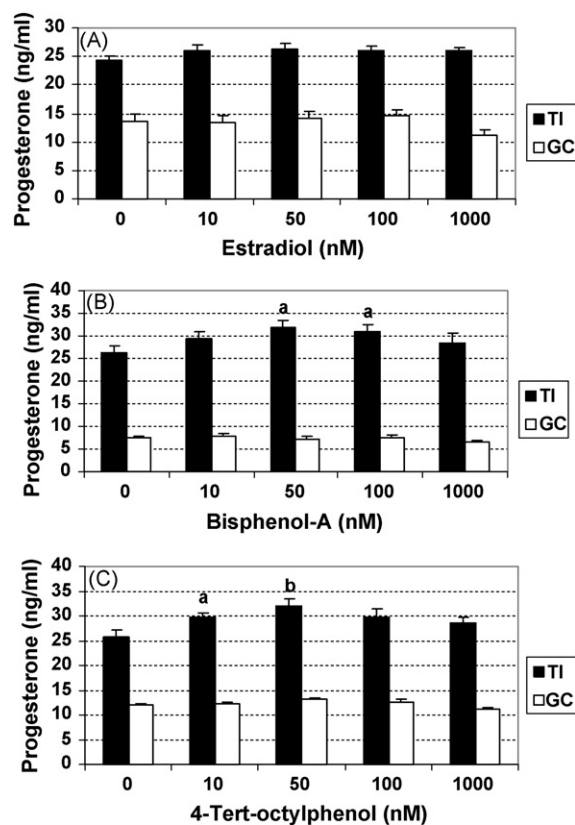 (A)
Progesterone (ng/ml)
30
25
20
15
10
5
0
0 10 50 100 1000
Estradiol (nM)
TI
GC
(B)
Progesterone (ng/ml)
40
35
30
25
20
15
10
5
0
a a
0 10 50 100 1000
Bisphenol-A (nM)
TI
GC
(C)
Progesterone (ng/ml)
40
35
30
25
20
15
10
5
0
a b
0 10 50 100 1000
4-Tert-octylphenol (nM)
TI
GC